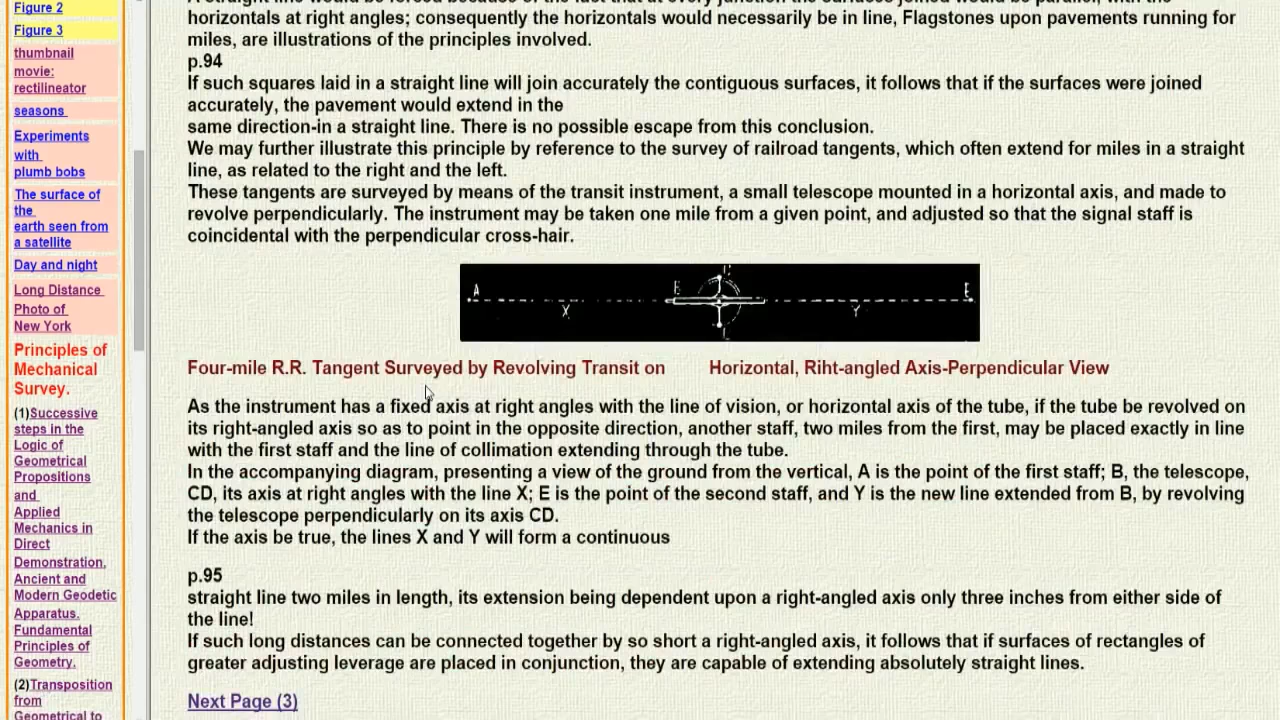 Figure 2
Figure 3
thumbnail
movie:
rectilineator
seasons
Experiments
with
plumb bobs
The surface of
the
earth seen from
a satellite
Day and night
Long Distance
Photo of
New York
Principles of
Mechanical
Survey.
(1)Successive
steps in the
Logic of
Geometrical
Propositions
and
Applied
Mechanics in
Direct
Demonstration,
Ancient and
Modern Geodetic
Apparatus.
Fundamental
Principles of
Geometry.
(2)Transposition
from
Geometrical to
horizontals at right angles; consequently the horizontals would necessarily be in line, Flagstones upon pavements running for
miles, are illustrations of the principles involved.
p.94
If such squares laid in a straight line will join accurately the contiguous surfaces, it follows that if the surfaces were joined
accurately, the pavement would extend in the
same direction-in a straight line. There is no possible escape from this conclusion.
We may further illustrate this principle by reference to the survey of railroad tangents, which often extend for miles in a straight
line, as related to the right and the left.
These tangents are surveyed by means of the transit instrument, a small telescope mounted in a horizontal axis, and made to
revolve perpendicularly. The instrument may be taken one mile from a given point, and adjusted so that the signal staff is
coincidental with the perpendicular cross-hair.
A
B
E
X
Y
Four-mile R.R. Tangent Surveyed by Revolving Transit on Horizontal, Riht-angled Axis-Perpendicular View
As the instrument has a fixed axis at right angles with the line of vision, or horizontal axis of the tube, if the tube be revolved on
its right-angled axis so as to point in the opposite direction, another staff, two miles from the first, may be placed exactly in line
with the first staff and the line of collimation extending through the tube.
In the accompanying diagram, presenting a view of the ground from the vertical, A is the point of the first staff; B, the telescope,
CD, its axis at right angles with the line X; E is the point of the second staff, and Y is the new line extended from B, by revolving
the telescope perpendicularly on its axis CD.
If the axis be true, the lines X and Y will form a continuous
p.95
straight line two miles in length, its extension being dependent upon a right-angled axis only three inches from either side of
the line!
If such long distances can be connected together by so short a right-angled axis, it follows that if surfaces of rectangles of
greater adjusting leverage are placed in conjunction, they are capable of extending absolutely straight lines.
Next Page (3)